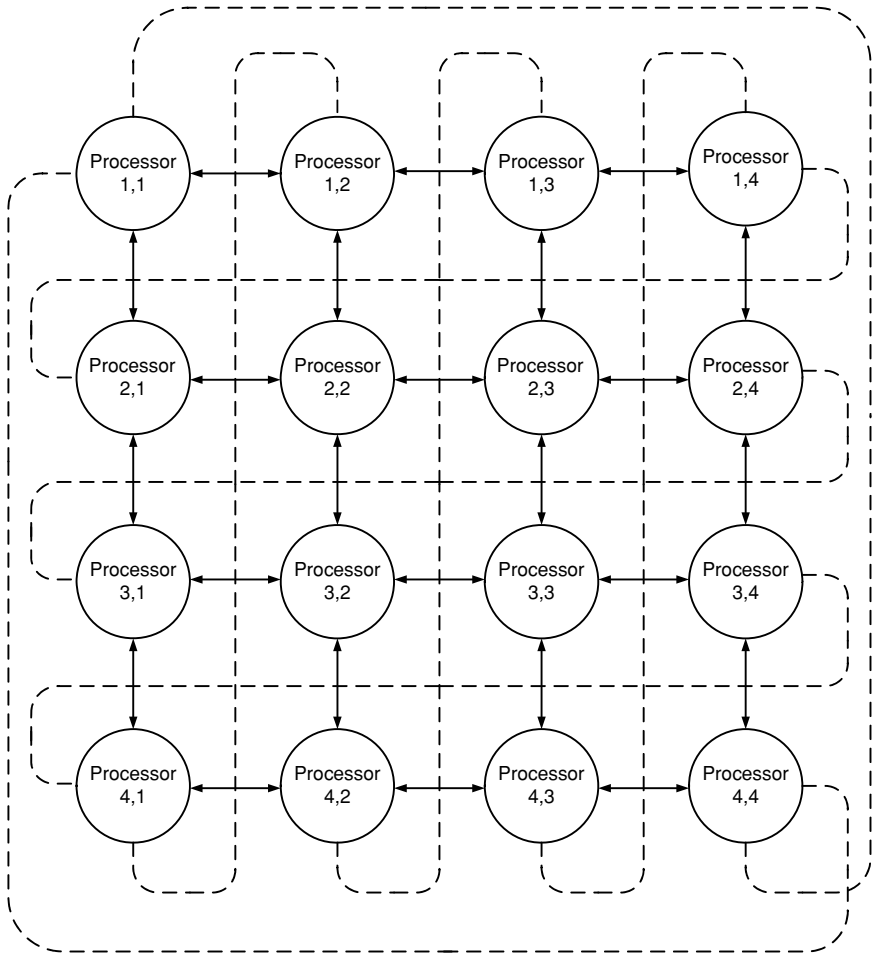 Processor
1,1
Processor
1,2
Processor
1,3
Processor
1,4
Processor
2,1
Processor
2,2
Processor
2,3
Processor
2,4
Processor
3,1
Processor
3,2
Processor
3,3
Processor
3,4
Processor
4,1
Processor
4,2
Processor
4,3
Processor
4,4